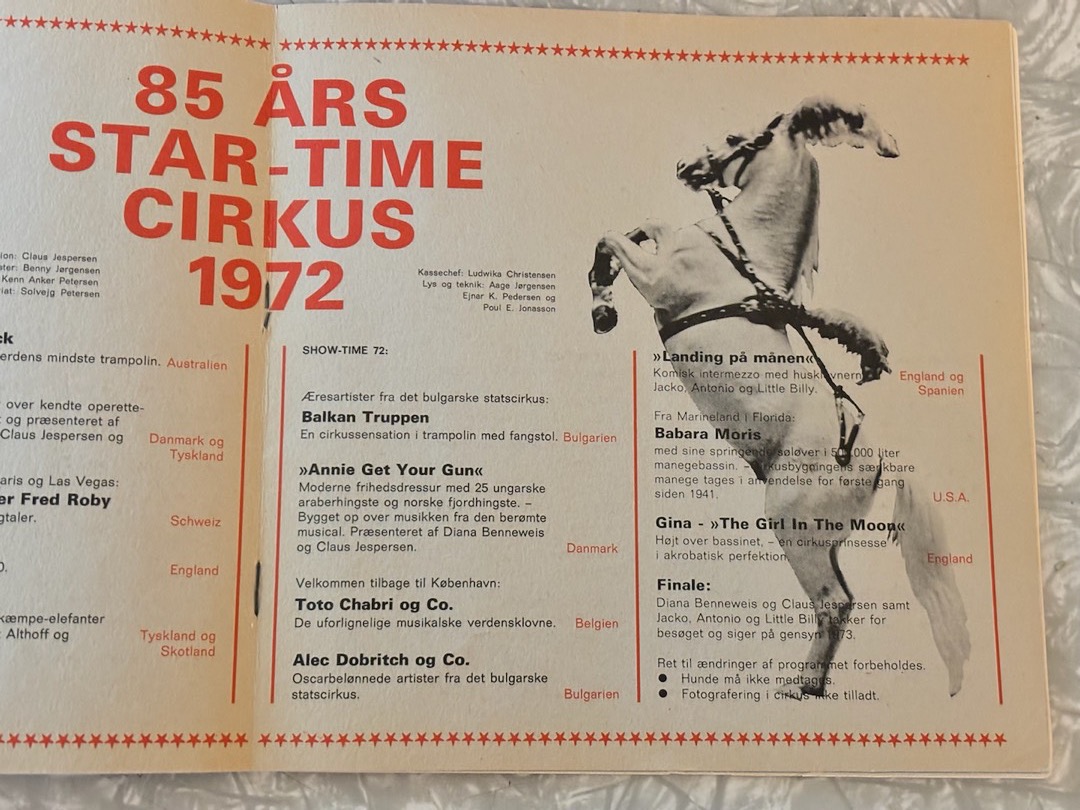 85 ÅRS
STAR-TIME
CIRKUS
1972
ion: Claus Jespersen
ter: Benny Jørgensen
Kenn Anker Petersen
iat: Solvejg Petersen
Kassechef: Ludwika Christensen
Lys og teknik: Aage Jørgensen
Ejnar K. Pedersen og
Poul E. Jonasson
ck
erdens mindste trampolin. Australien
over kendte operette-
t og præsenteret af
Claus Jespersen og
Danmark og
Tyskland
aris og Las Vegas:
er Fred Roby
gtaler.
Schweiz
England
kæmpe-elefanter
Althoff og
Tyskland og
Skotland
SHOW-TIME 72:
Æresartister fra det bulgarske statscirkus:
Balkan Truppen
En cirkussensation i trampolin med fangstol. Bulgarien
»Annie Get Your Gun«
Moderne frihedsdressur med 25 ungarske
araberhingste og norske fjordhingste. –
Bygget op over musikken fra den berømte
musical. Præsenteret af Diana Benneweis
og Claus Jespersen.
Danmark
Velkommen tilbage til København:
Toto Chabri og Co.
De uforlignelige musikalske verdensklovne.
Belgien
Alec Dobritch og Co.
Oscarbelønnede artister fra det bulgarske
statscirkus.
Bulgarien
»Landing på månen«
Komisk intermezzo med husklovnern
Jacko, Antonio og Little Billy.
England og
Spanien
Fra Marineland i Florida:
Babara Moris
med sine springende søløver i 000 liter
manegebassin. – særkbare
manege tages i anvendelse for første gang
siden 1941.
U.S.A.
Gina - »The Girl In The Moon«
Højt over bassinet, – en cirkusprinsesse
i akrobatisk perfektion.
England
Finale:
Diana Benneweis og Claus Jespersen samt
Jacko, Antonio og Little Billy takker for
besøget og siger på gensyn 1973.
Ret til ændringer af programmet forbeholdes.
● Hunde må ikke medtages.
● Fotografering i cirkus ikke tilladt.